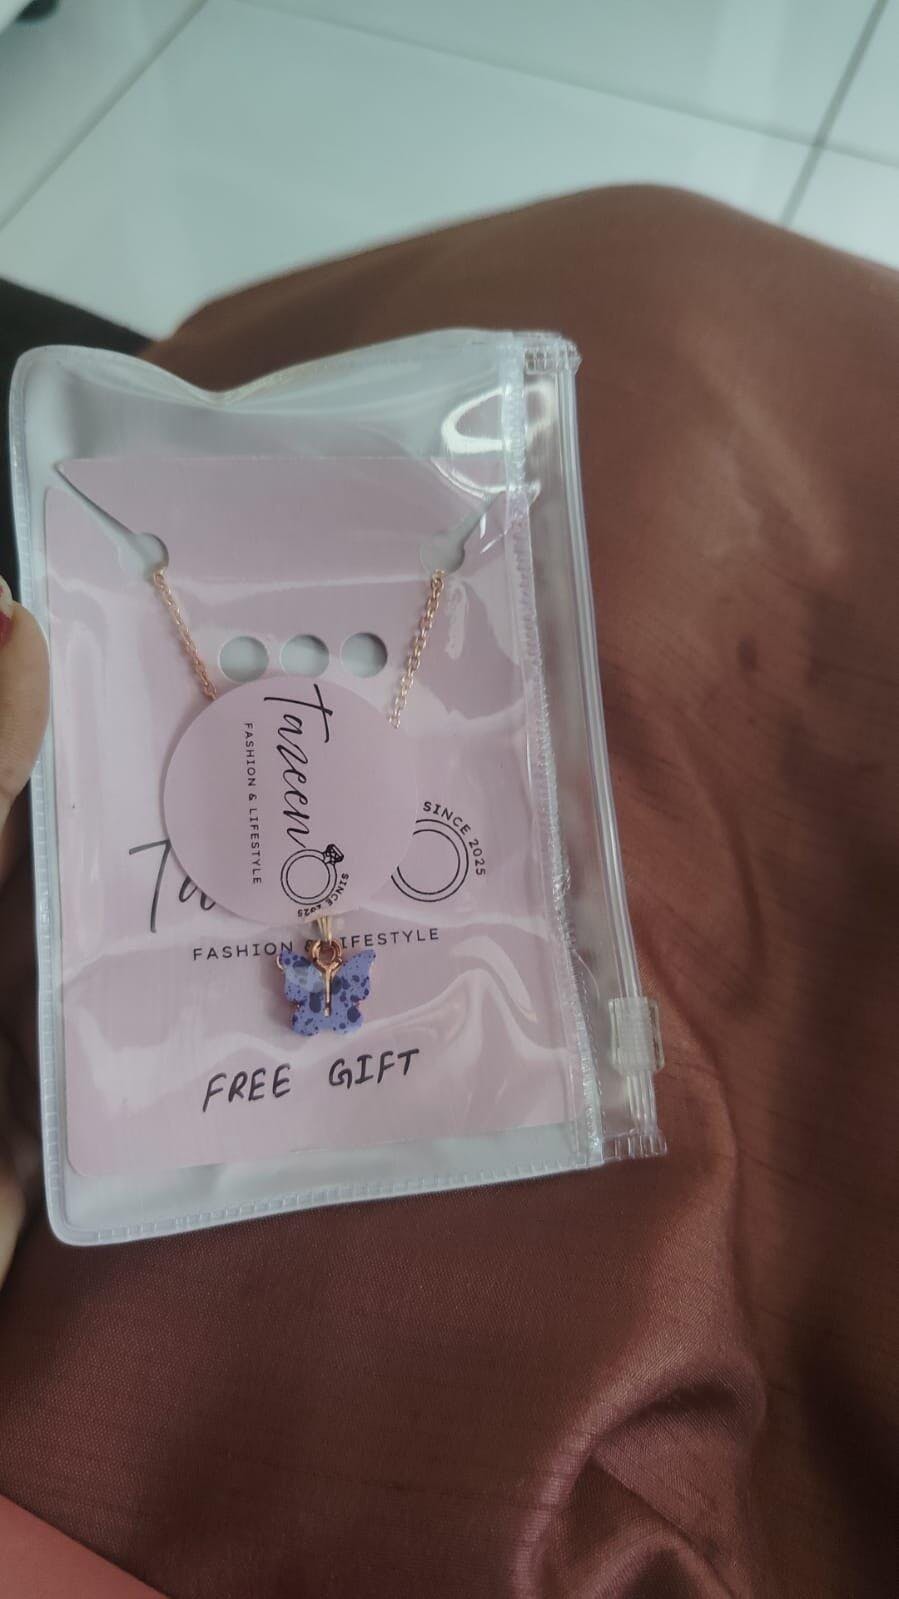 Tazeen
FASHION & LIFESTYLE
SINCE 2025
SINCE 2025
FASHION & LIFESTYLE
FREE GIFT